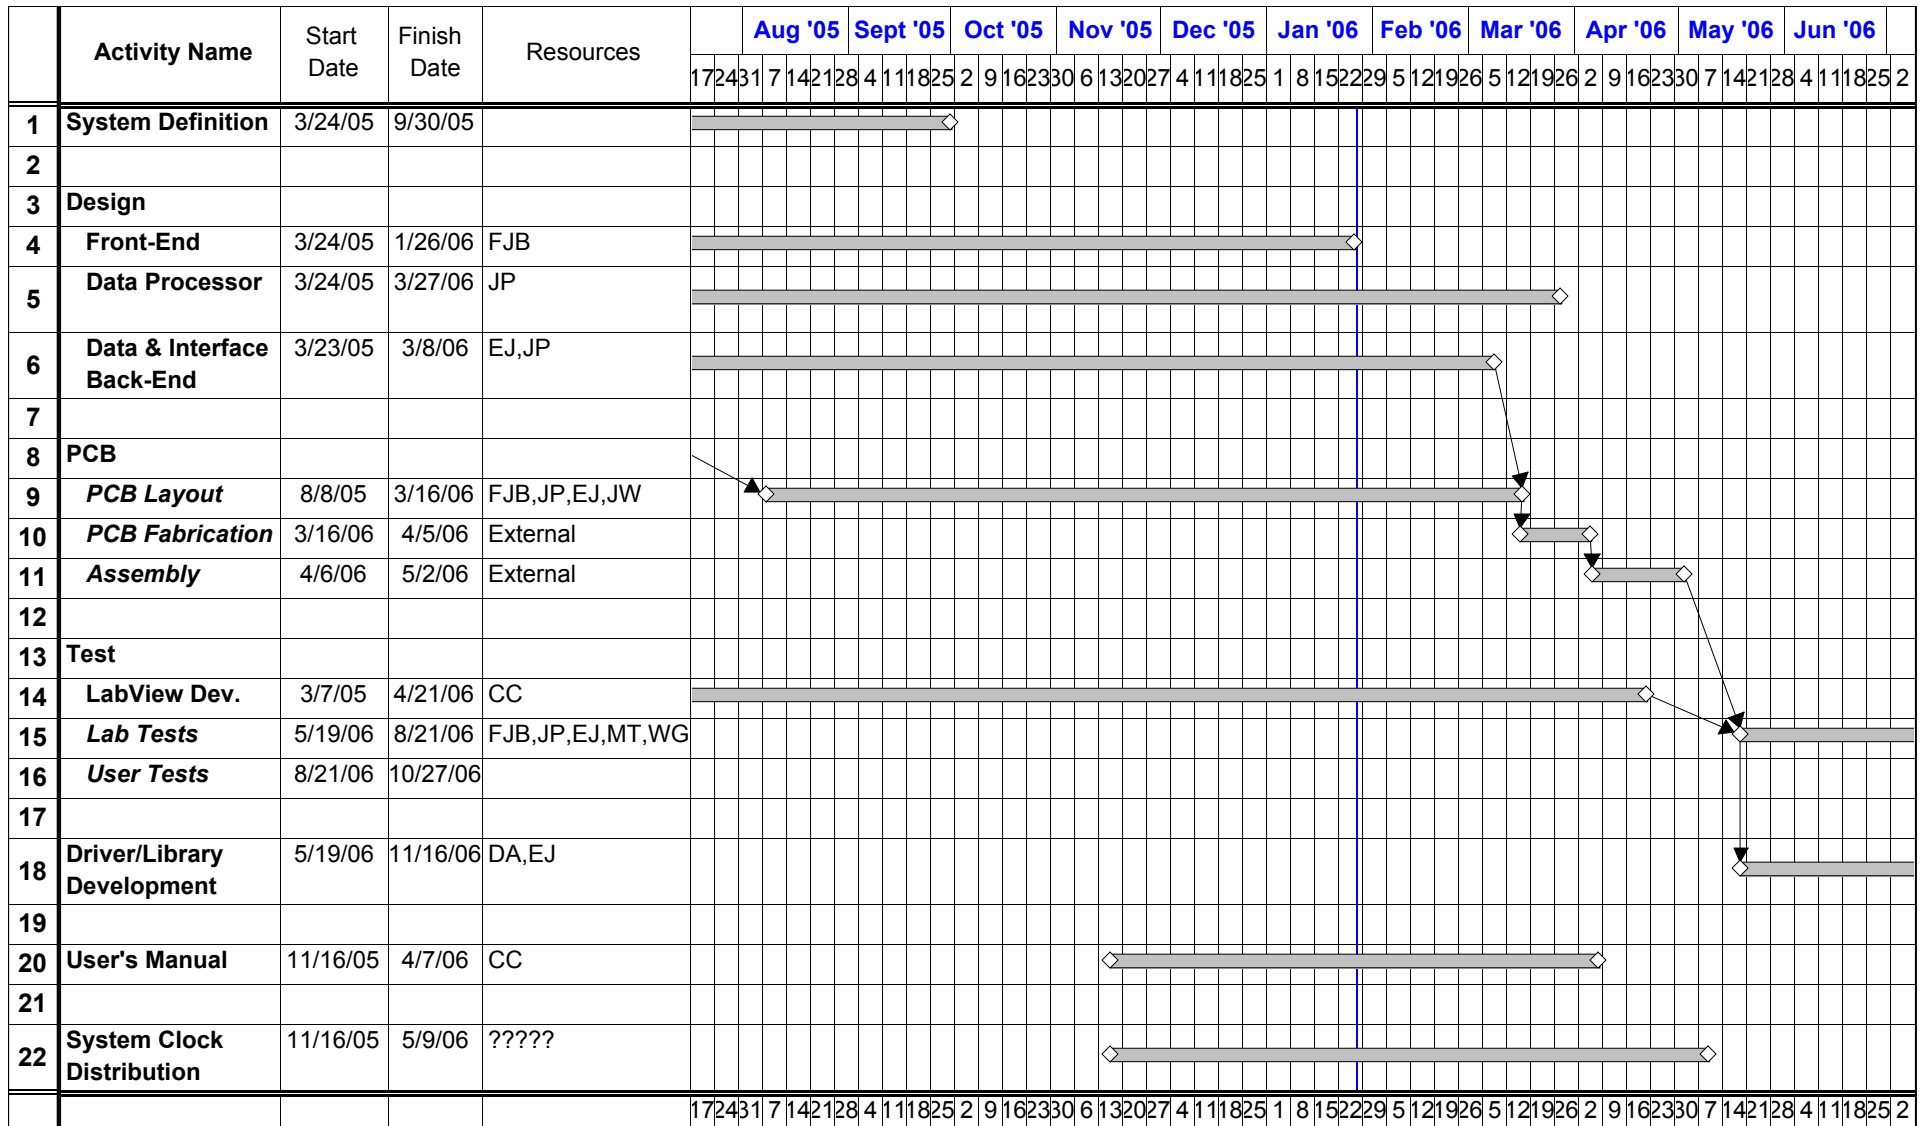 Activity Name Start Date Finish Date Resources Aug '05 Sept '05 Oct '05 Nov '05 Dec '05 Jan '06 Feb '06 Mar '06 Apr '06 May '06 Jun '06
17 24 31 7 14 21 28 4 11 18 25 2 9 16 23 30 6 13 20 27 4 11 18 25 1 8 15 22 29 5 12 19 26 5 12 19 26 2 9 16 23 30 7 14 21 28 4 11 18 25 2
1 System Definition 3/24/05 9/30/05
2
3 Design
4 Front-End 3/24/05 1/26/06 FJB
5 Data Processor 3/24/05 3/27/06 JP
6 Data & Interface 3/23/05 3/8/06 EJ,JP
Back-End
7
8 PCB
9 PCB Layout 8/8/05 3/16/06 FJB,JP,EJ,JW
10 PCB Fabrication 3/16/06 4/5/06 External
11 Assembly 4/6/06 5/2/06 External
12
13 Test
14 LabView Dev. 3/7/05 4/21/06 CC
15 Lab Tests 5/19/06 8/21/06 FJB,JP,EJ,MT,WG
16 User Tests 8/21/06 10/27/06
17
18 Driver/Library 5/19/06 11/16/06 DA,EJ
Development
19
20 User's Manual 11/16/05 4/7/06 CC
21
22 System Clock 11/16/05 5/9/06 ?????
Distribution
17 24 31 7 14 21 28 4 11 18 25 2 9 16 23 30 6 13 20 27 4 11 18 25 1 8 15 22 29 5 12 19 26 5 12 19 26 2 9 16 23 30 7 14 21 28 4 11 18 25 2